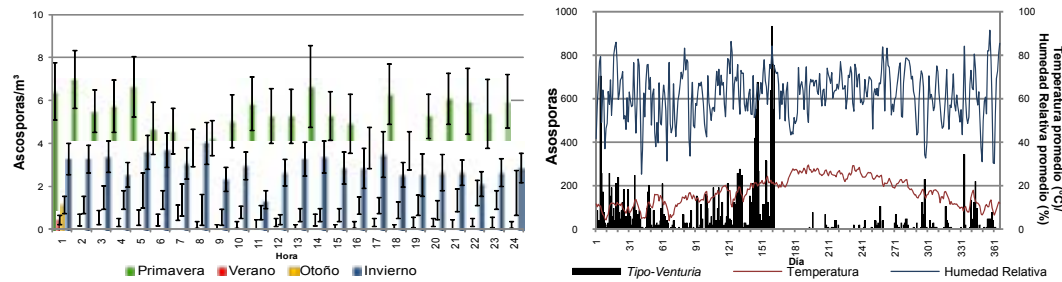 10
8
6
4
2
0
Ascosporas/m³
1 2 3 4 5 6 7 8 9 10 11 12 13 14 15 16 17 18 19 20 21 22 23 24
Hora
Primavera Verano Otoño Invierno
1000
800
600
400
200
0
Asosporas
100
80
60
40
20
0
Temperatura promedio (°C)
Humedad Relativa promedio (%)
1 31 61 91 121 151 181 211 241 271 301 331 361
Día
Tipo-Venturia Temperatura Humedad Relativa